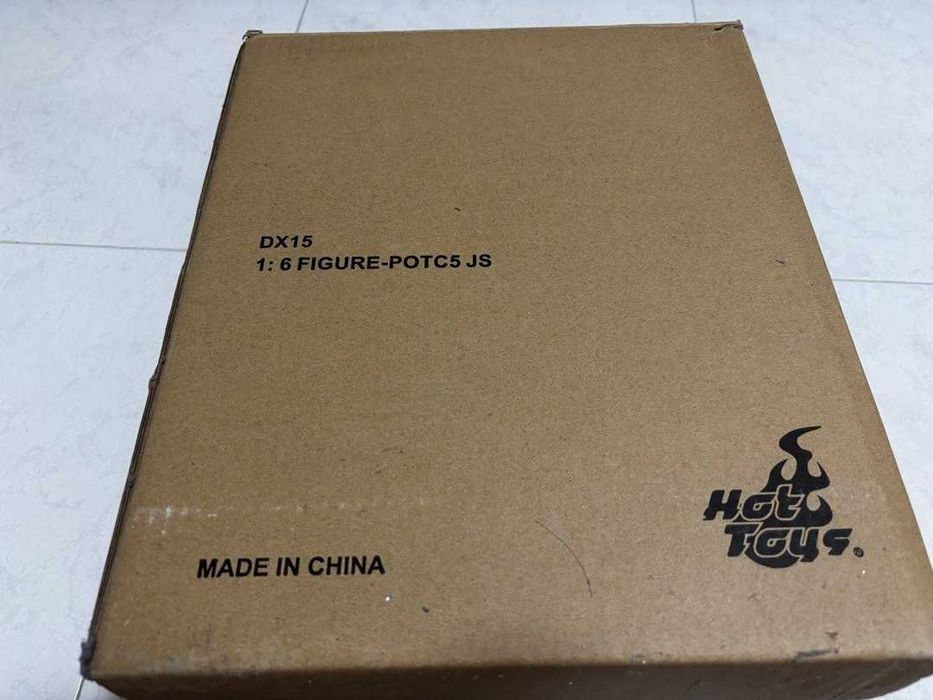 DX15
1: 6 FIGURE-POTC5 JS
Hot
Toys®
MADE IN CHINA